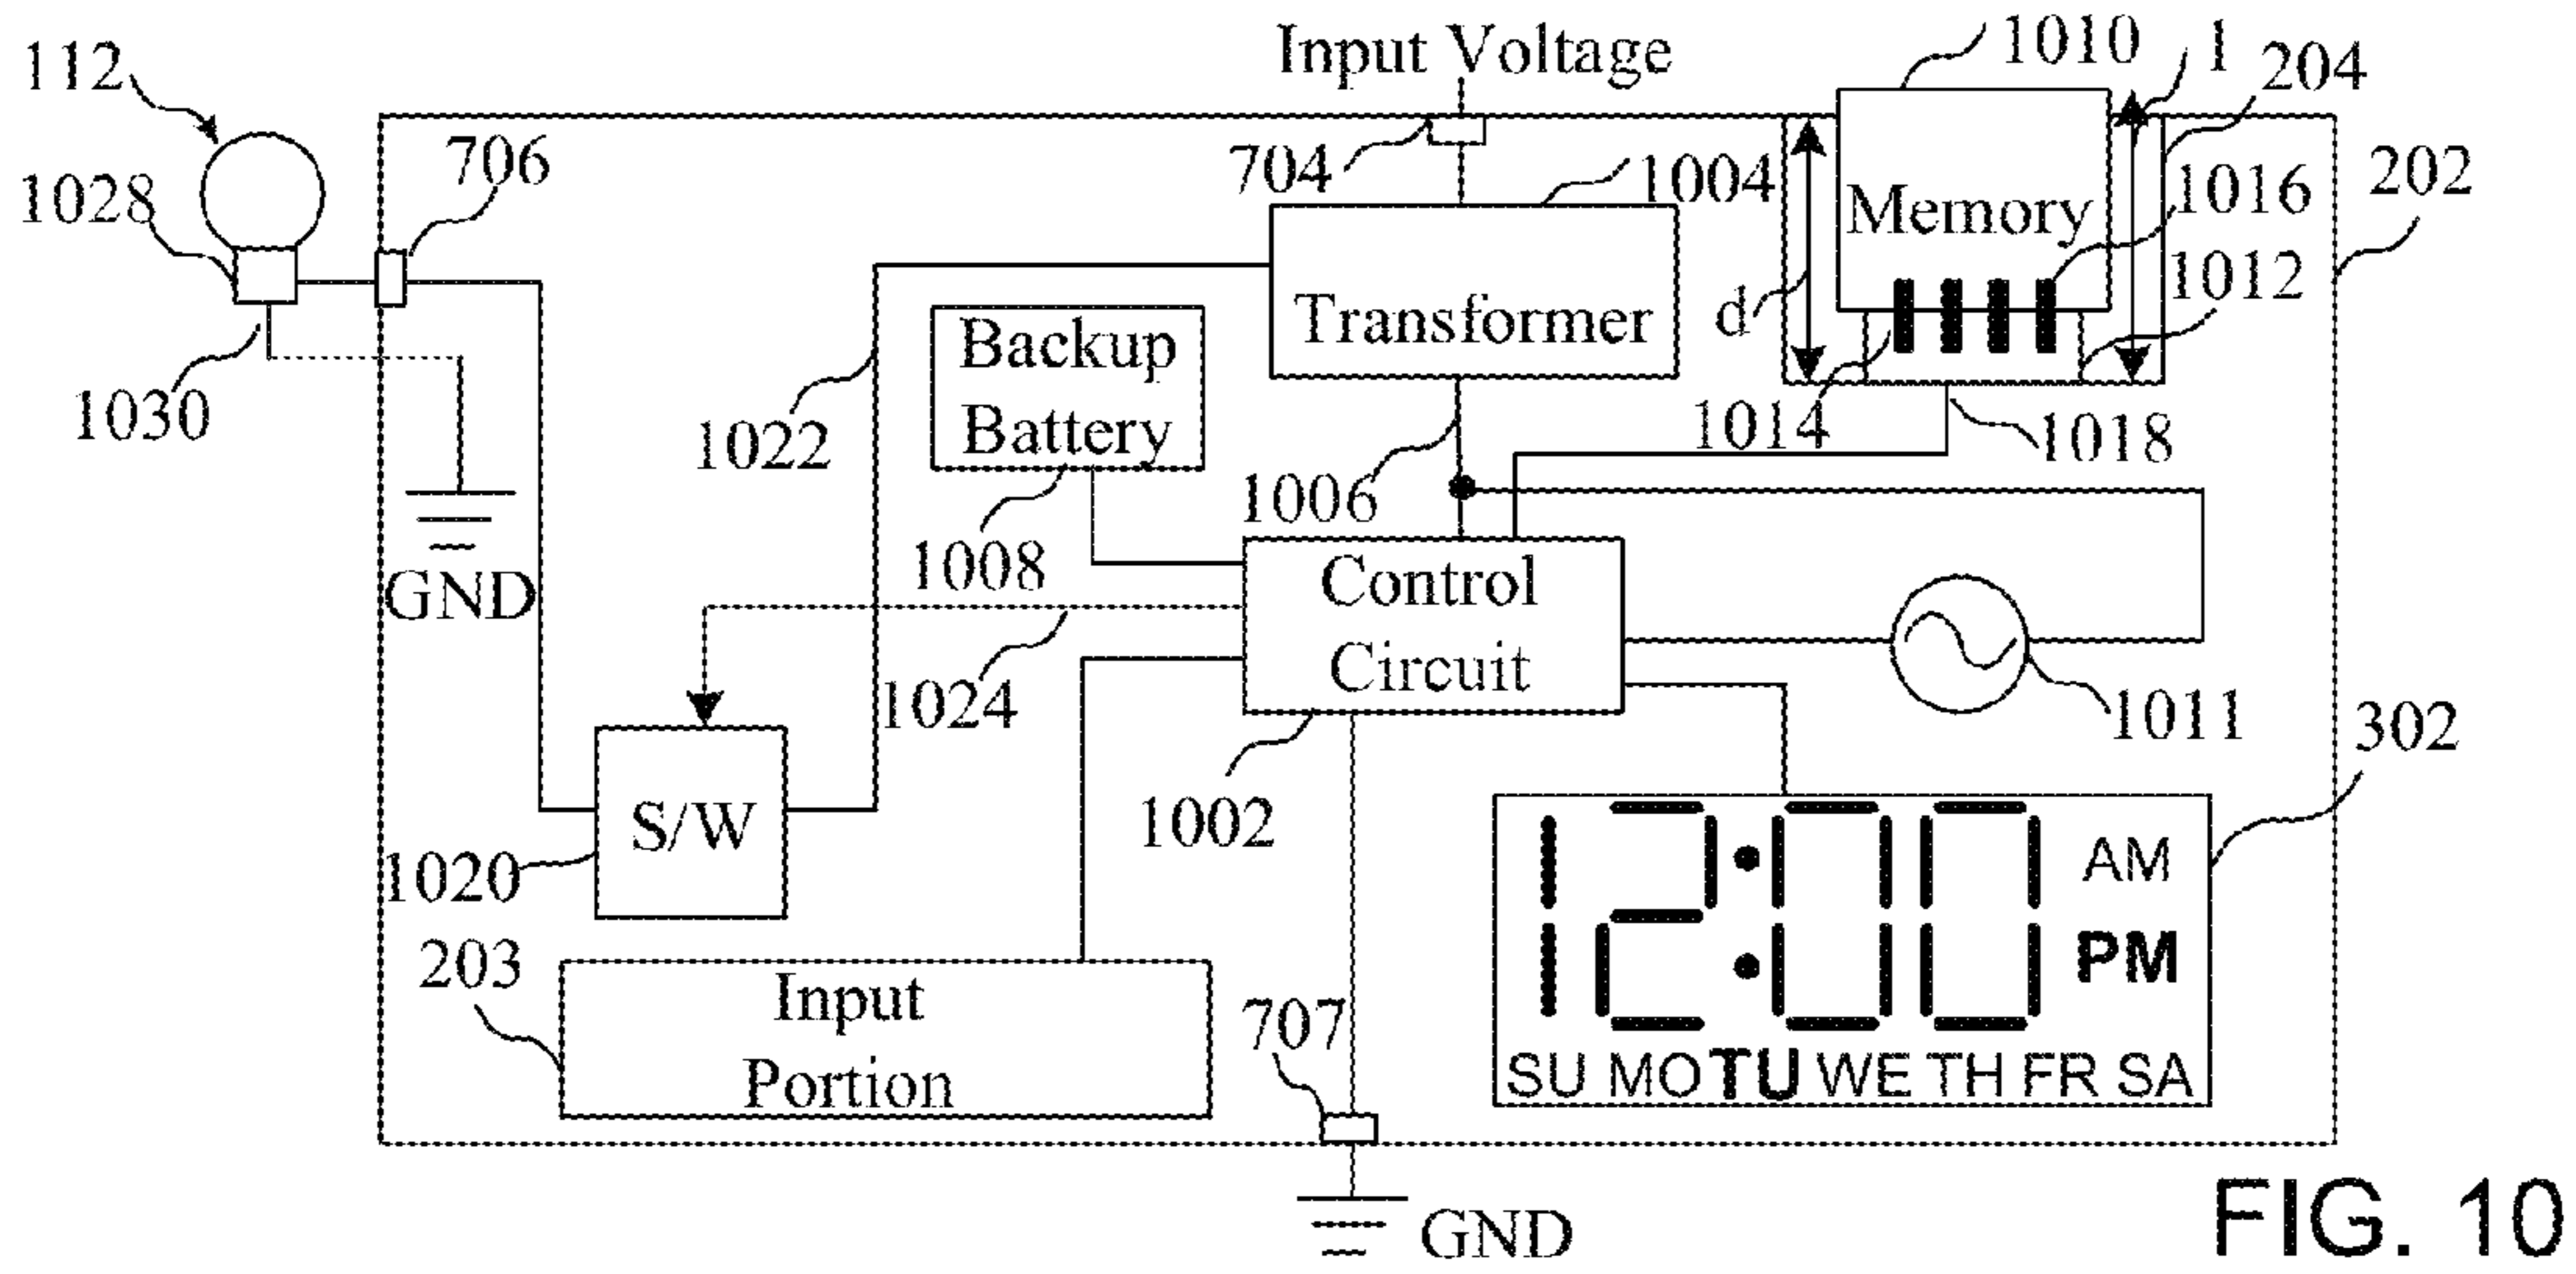 Input Voltage
1010
1
204
112
706
704
1004
1016
202
1028
Memory
1012
d
Transformer
Backup
Battery
1030
1022
1014
1018
1006
1008
GND
Control
Circuit
1024
1011
302
1002
S/W
1020
12:00
AM
PM
SU MO TU WE TH FR SA
203
Input
Portion
707
GND
FIG. 10